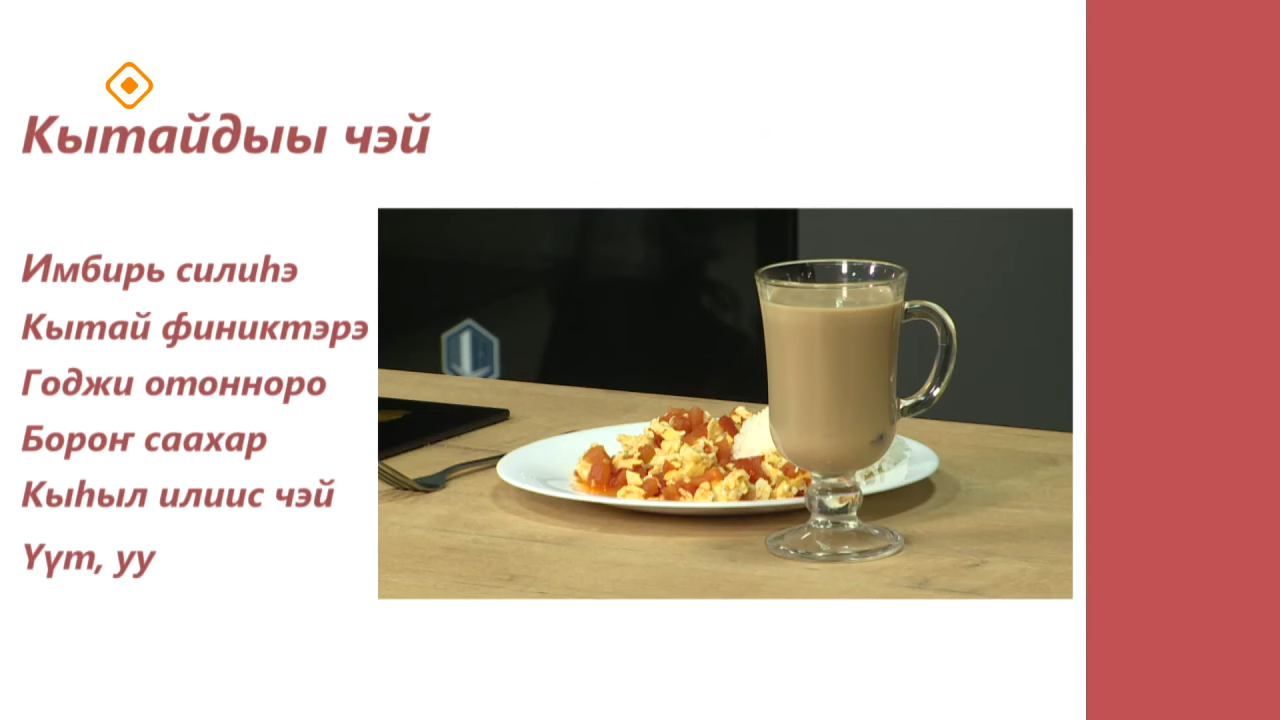 Кытайдыы чэй
Имбирь силиһэ
Кытай финиктэрэ
Годжи отонноро
Бороҥ саахар
Кыһыл илиис чэй
Үүт, уу